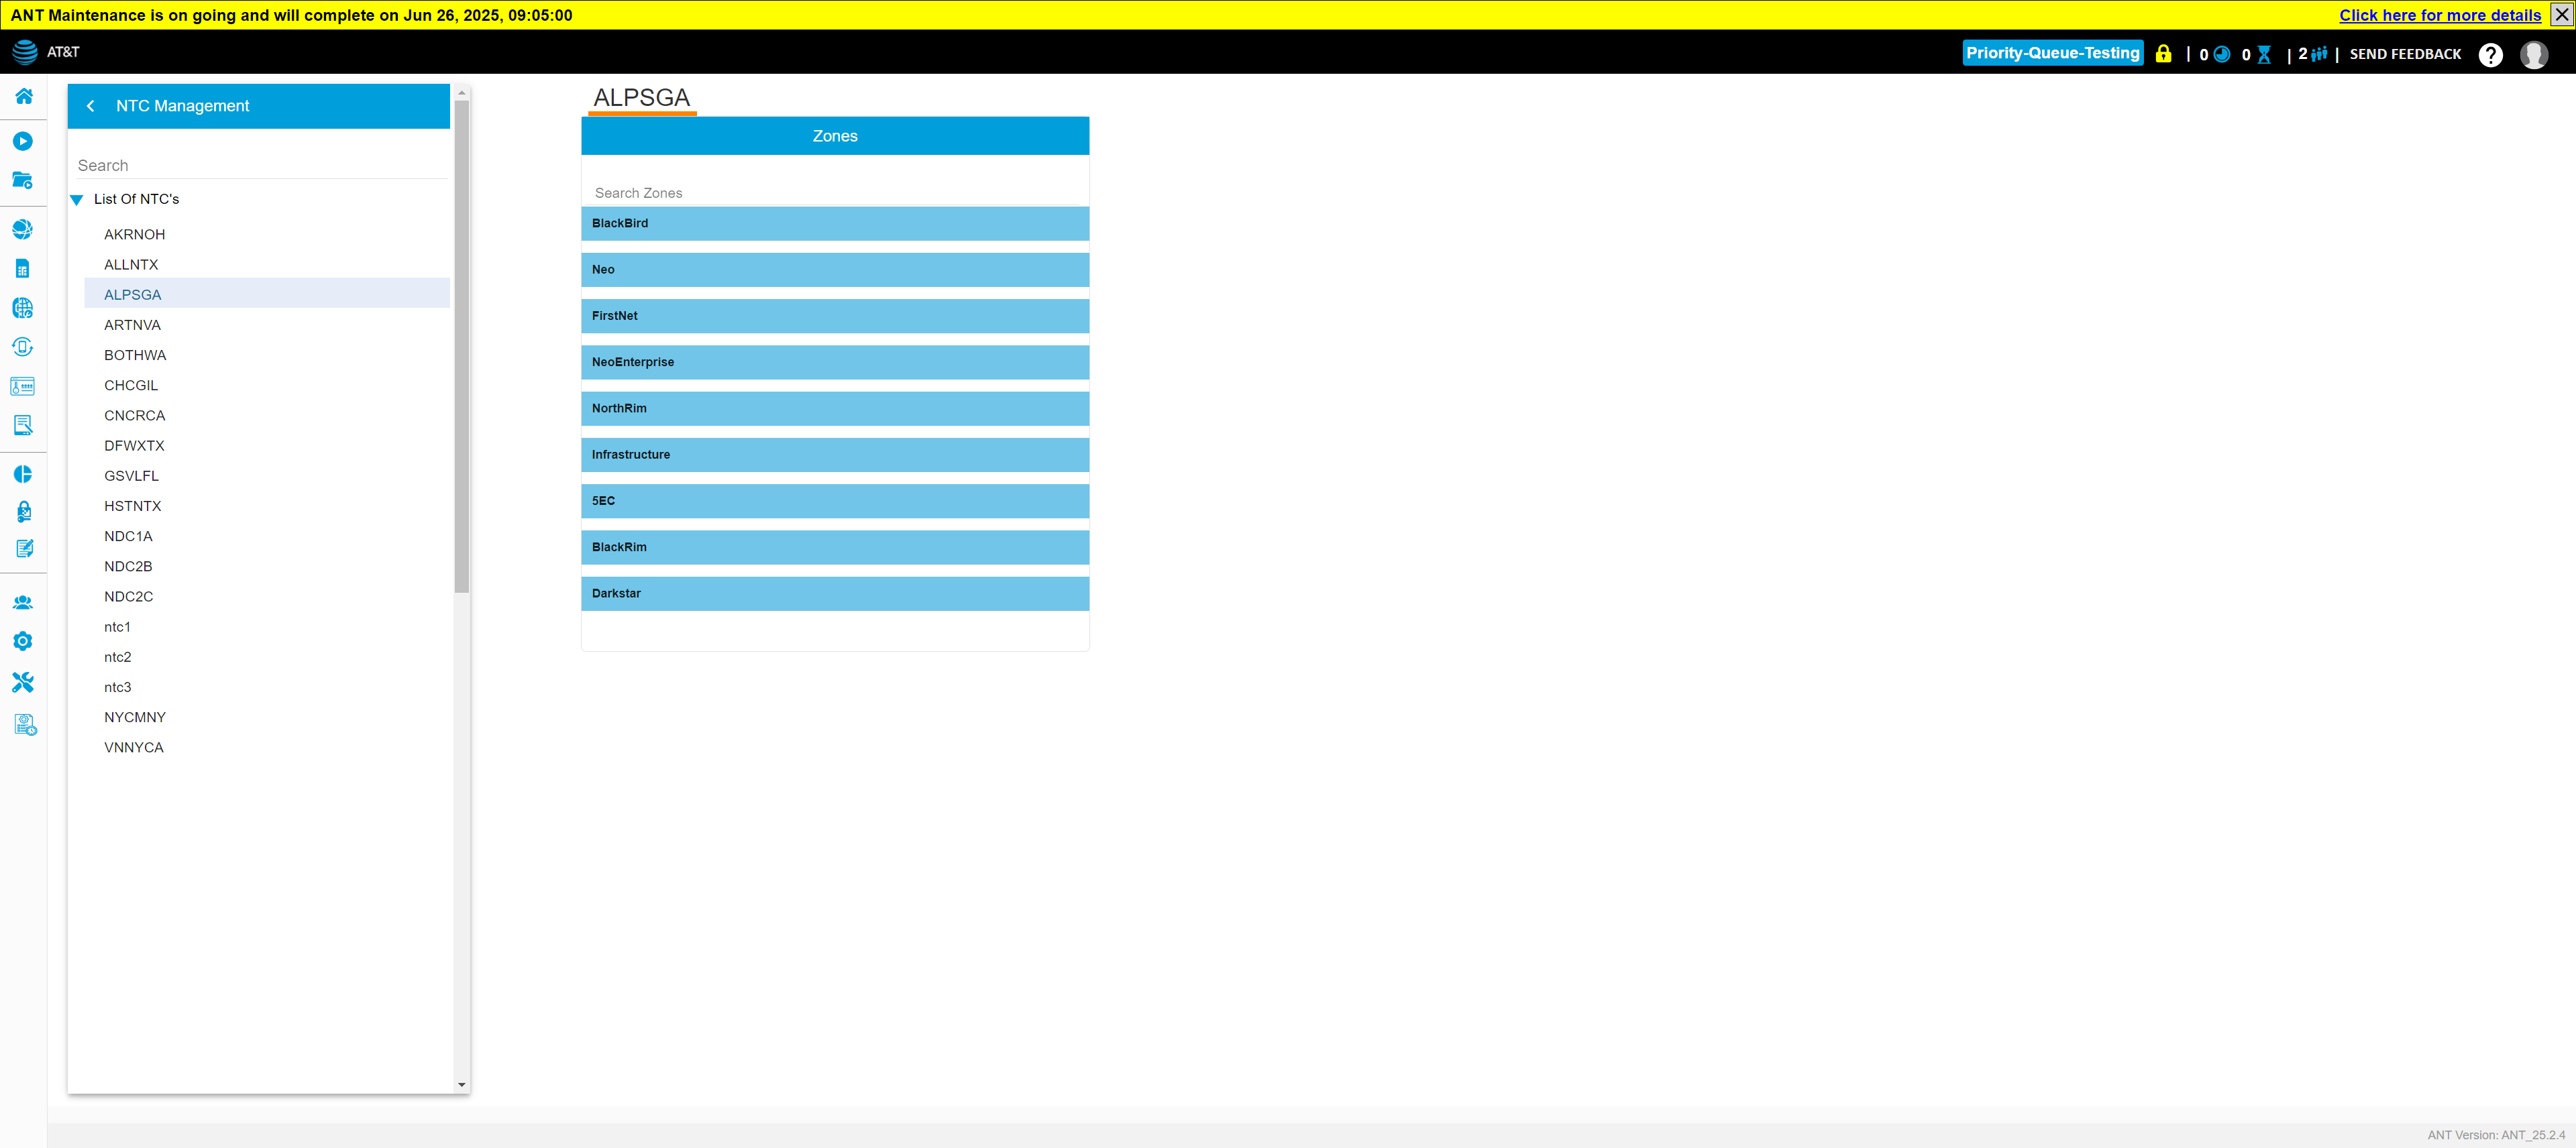 ANT Maintenance is on going and will complete on Jun 26, 2025, 09:05:00
Click here for more details
AT&T
Priority-Queue-Testing | 0 0 | 2 | SEND FEEDBACK ?
NTC Management
Search
List Of NTC's
AKRNOH
ALLNTX
ALPSGA
ARTNVA
BOTHWA
CHCGIL
CNCRCA
DFWXTX
GSVLFL
HSTNTX
NDC1A
NDC2B
NDC2C
ntc1
ntc2
ntc3
NYCMNY
VNNYCA
ALPSGA
Zones
Search Zones
BlackBird
Neo
FirstNet
NeoEnterprise
NorthRim
Infrastructure
5EC
BlackRim
Darkstar
ANT Version: ANT_25.2.4